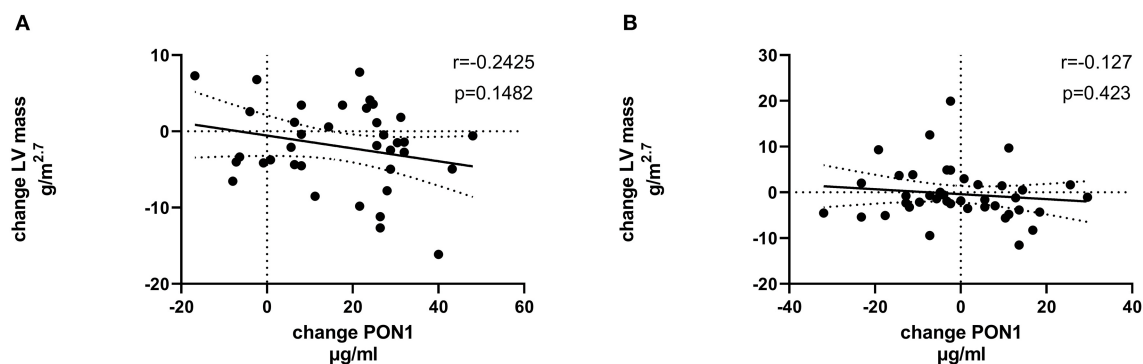 A
change LV mass
g/m2.7
10
0
-10
-20
-20
0
20
40
60
r=-0.2425
p=0.1482
change PON1
µg/ml
B
change LV mass
g/m2.7
30
20
10
0
-10
-20
-40
-20
0
20
40
r=-0.127
p=0.423
change PON1
µg/ml